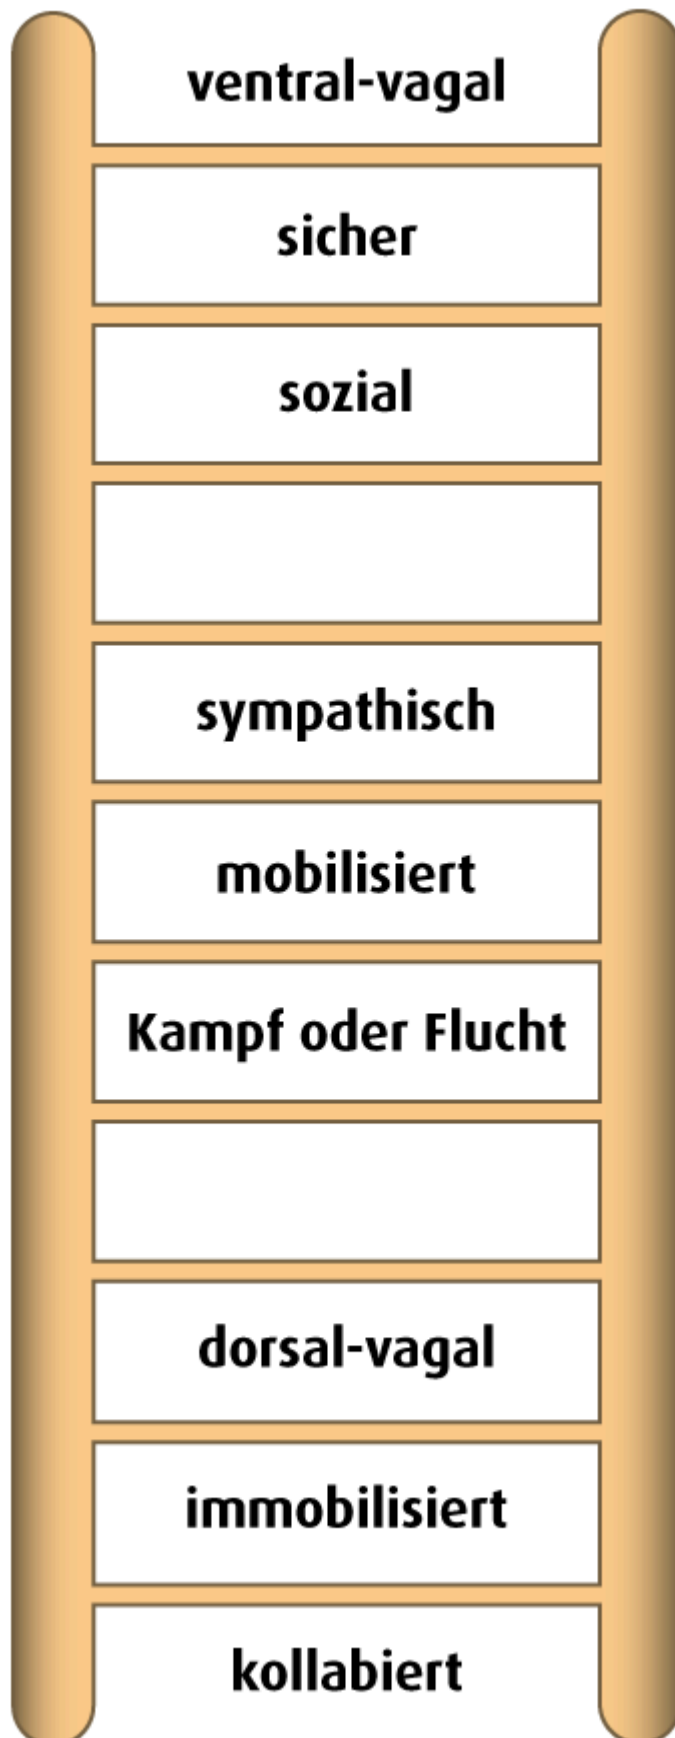 ventral-vagal
sicher
sozial
sympathisch
mobilisiert
Kampf oder Flucht
dorsal-vagal
immobilisiert
kollabiert